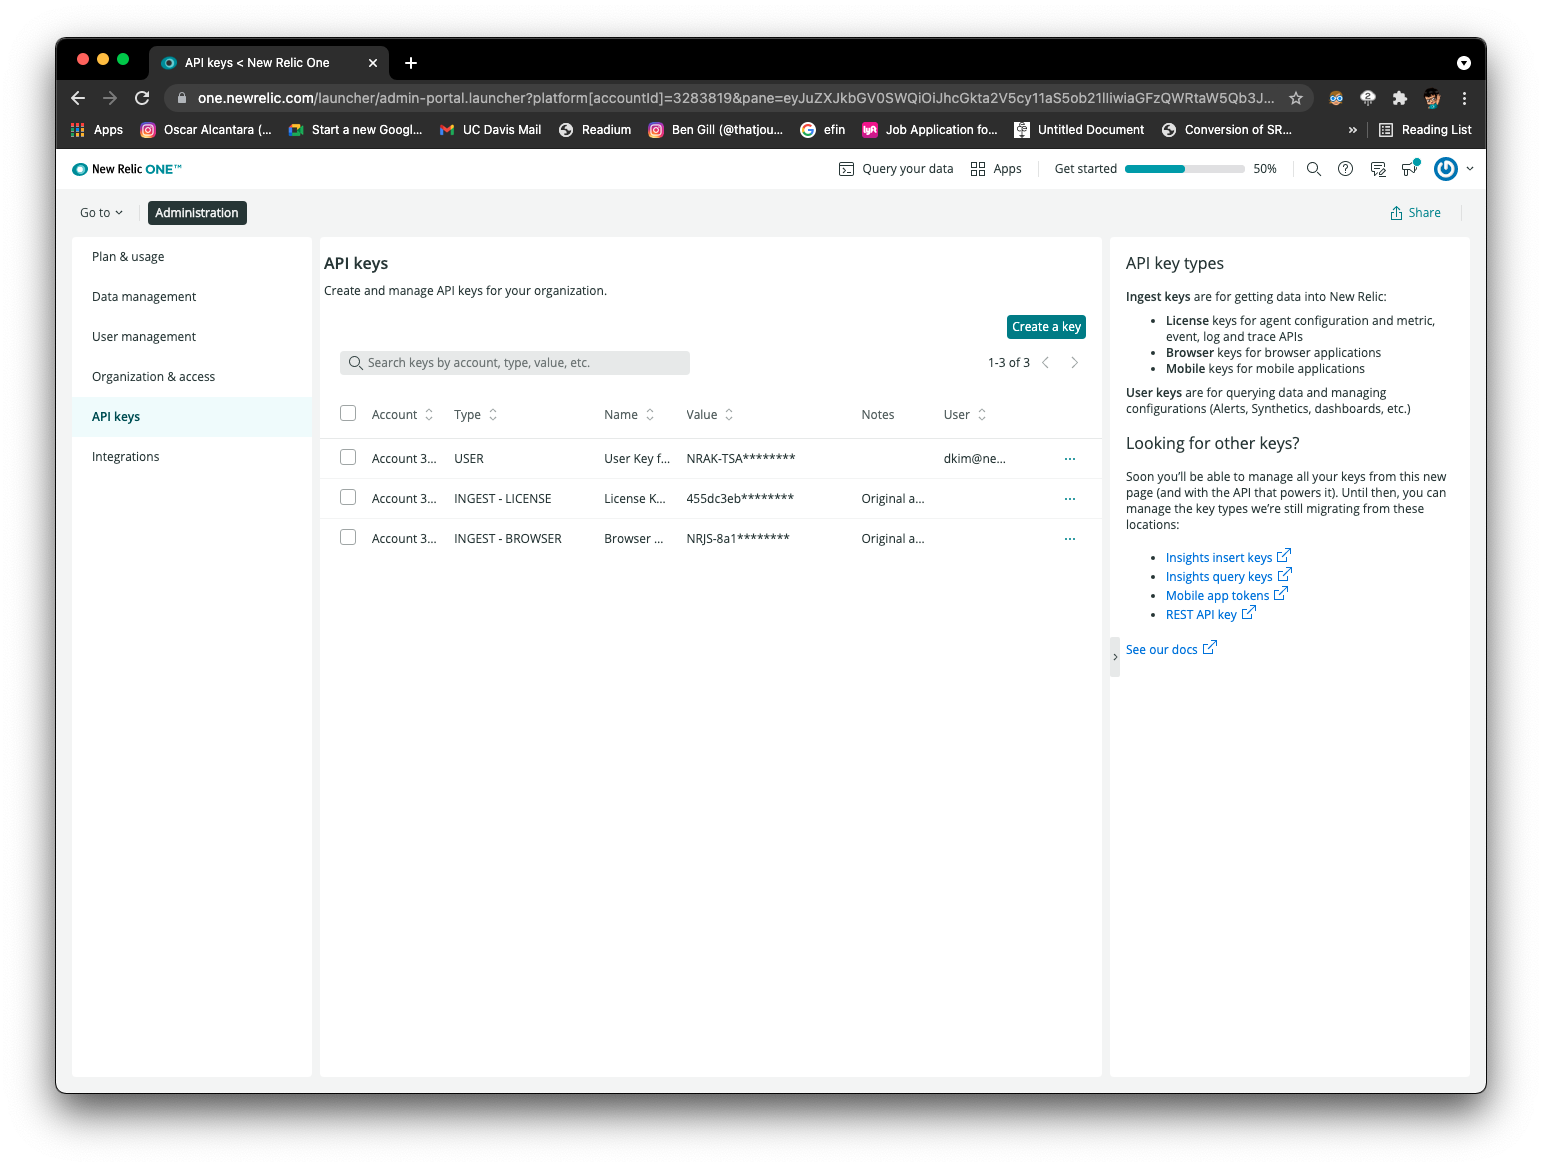 API keys < New Relic One
one.newrelic.com/launcher/admin-portal.launcher?platform[accountId]=3283819&pane=eyJuZXJkbGV0SWQiOiJhcGkta2V5cy11aS5ob21lIiwiaGFzQWRtaW5Qb3J...
Apps
Oscar Alcantara (...
Start a new Googl...
UC Davis Mail
Readium
Ben Gill (@thatjou...
efin
Job Application fo...
Untitled Document
Conversion of SR...
»
Reading List
New Relic ONE™
Query your data
Apps
Get started
50%
Go to
Administration
Share
Plan & usage
Data management
User management
Organization & access
API keys
Integrations
API keys
Create and manage API keys for your organization.
Create a key
Search keys by account, type, value, etc.
1-3 of 3
Account Type Name Value Notes User
Account 3... USER User Key f... NRAK-TSA******** dkim@ne... ...
Account 3... INGEST - LICENSE License K... 455dc3eb******** Original a... ...
Account 3... INGEST - BROWSER Browser ... NRJS-8a1******** Original a... ...
API key types
Ingest keys are for getting data into New Relic:
• License keys for agent configuration and metric,
event, log and trace APIs
• Browser keys for browser applications
• Mobile keys for mobile applications
User keys are for querying data and managing
configurations (Alerts, Synthetics, dashboards, etc.)
Looking for other keys?
Soon you'll be able to manage all your keys from this new
page (and with the API that powers it). Until then, you can
manage the key types we're still migrating from these
locations:
• Insights insert keys
• Insights query keys
• Mobile app tokens
• REST API key
See our docs